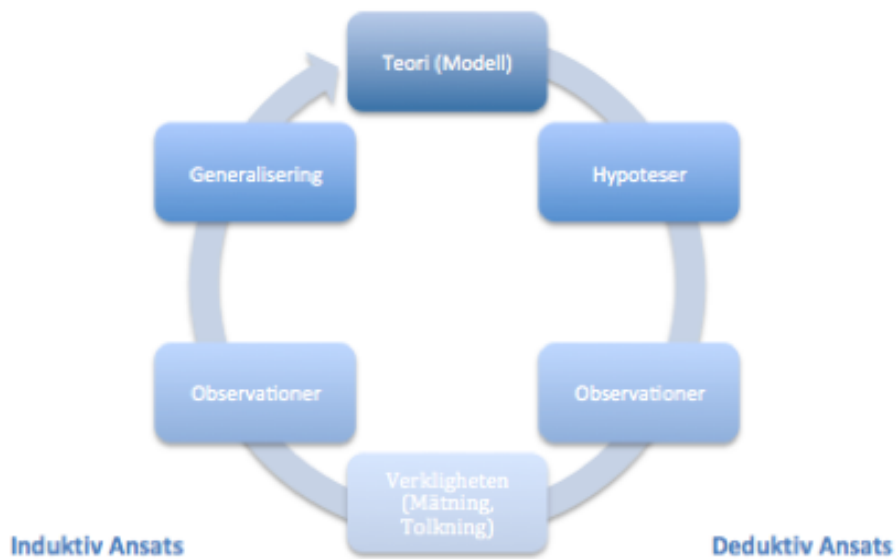 Teori (Modell)
Generalisering
Hypoteser
Observationer
Observationer
Verkligheten
(Mätning,
Tolkning)
Induktiv Ansats
Deduktiv Ansats